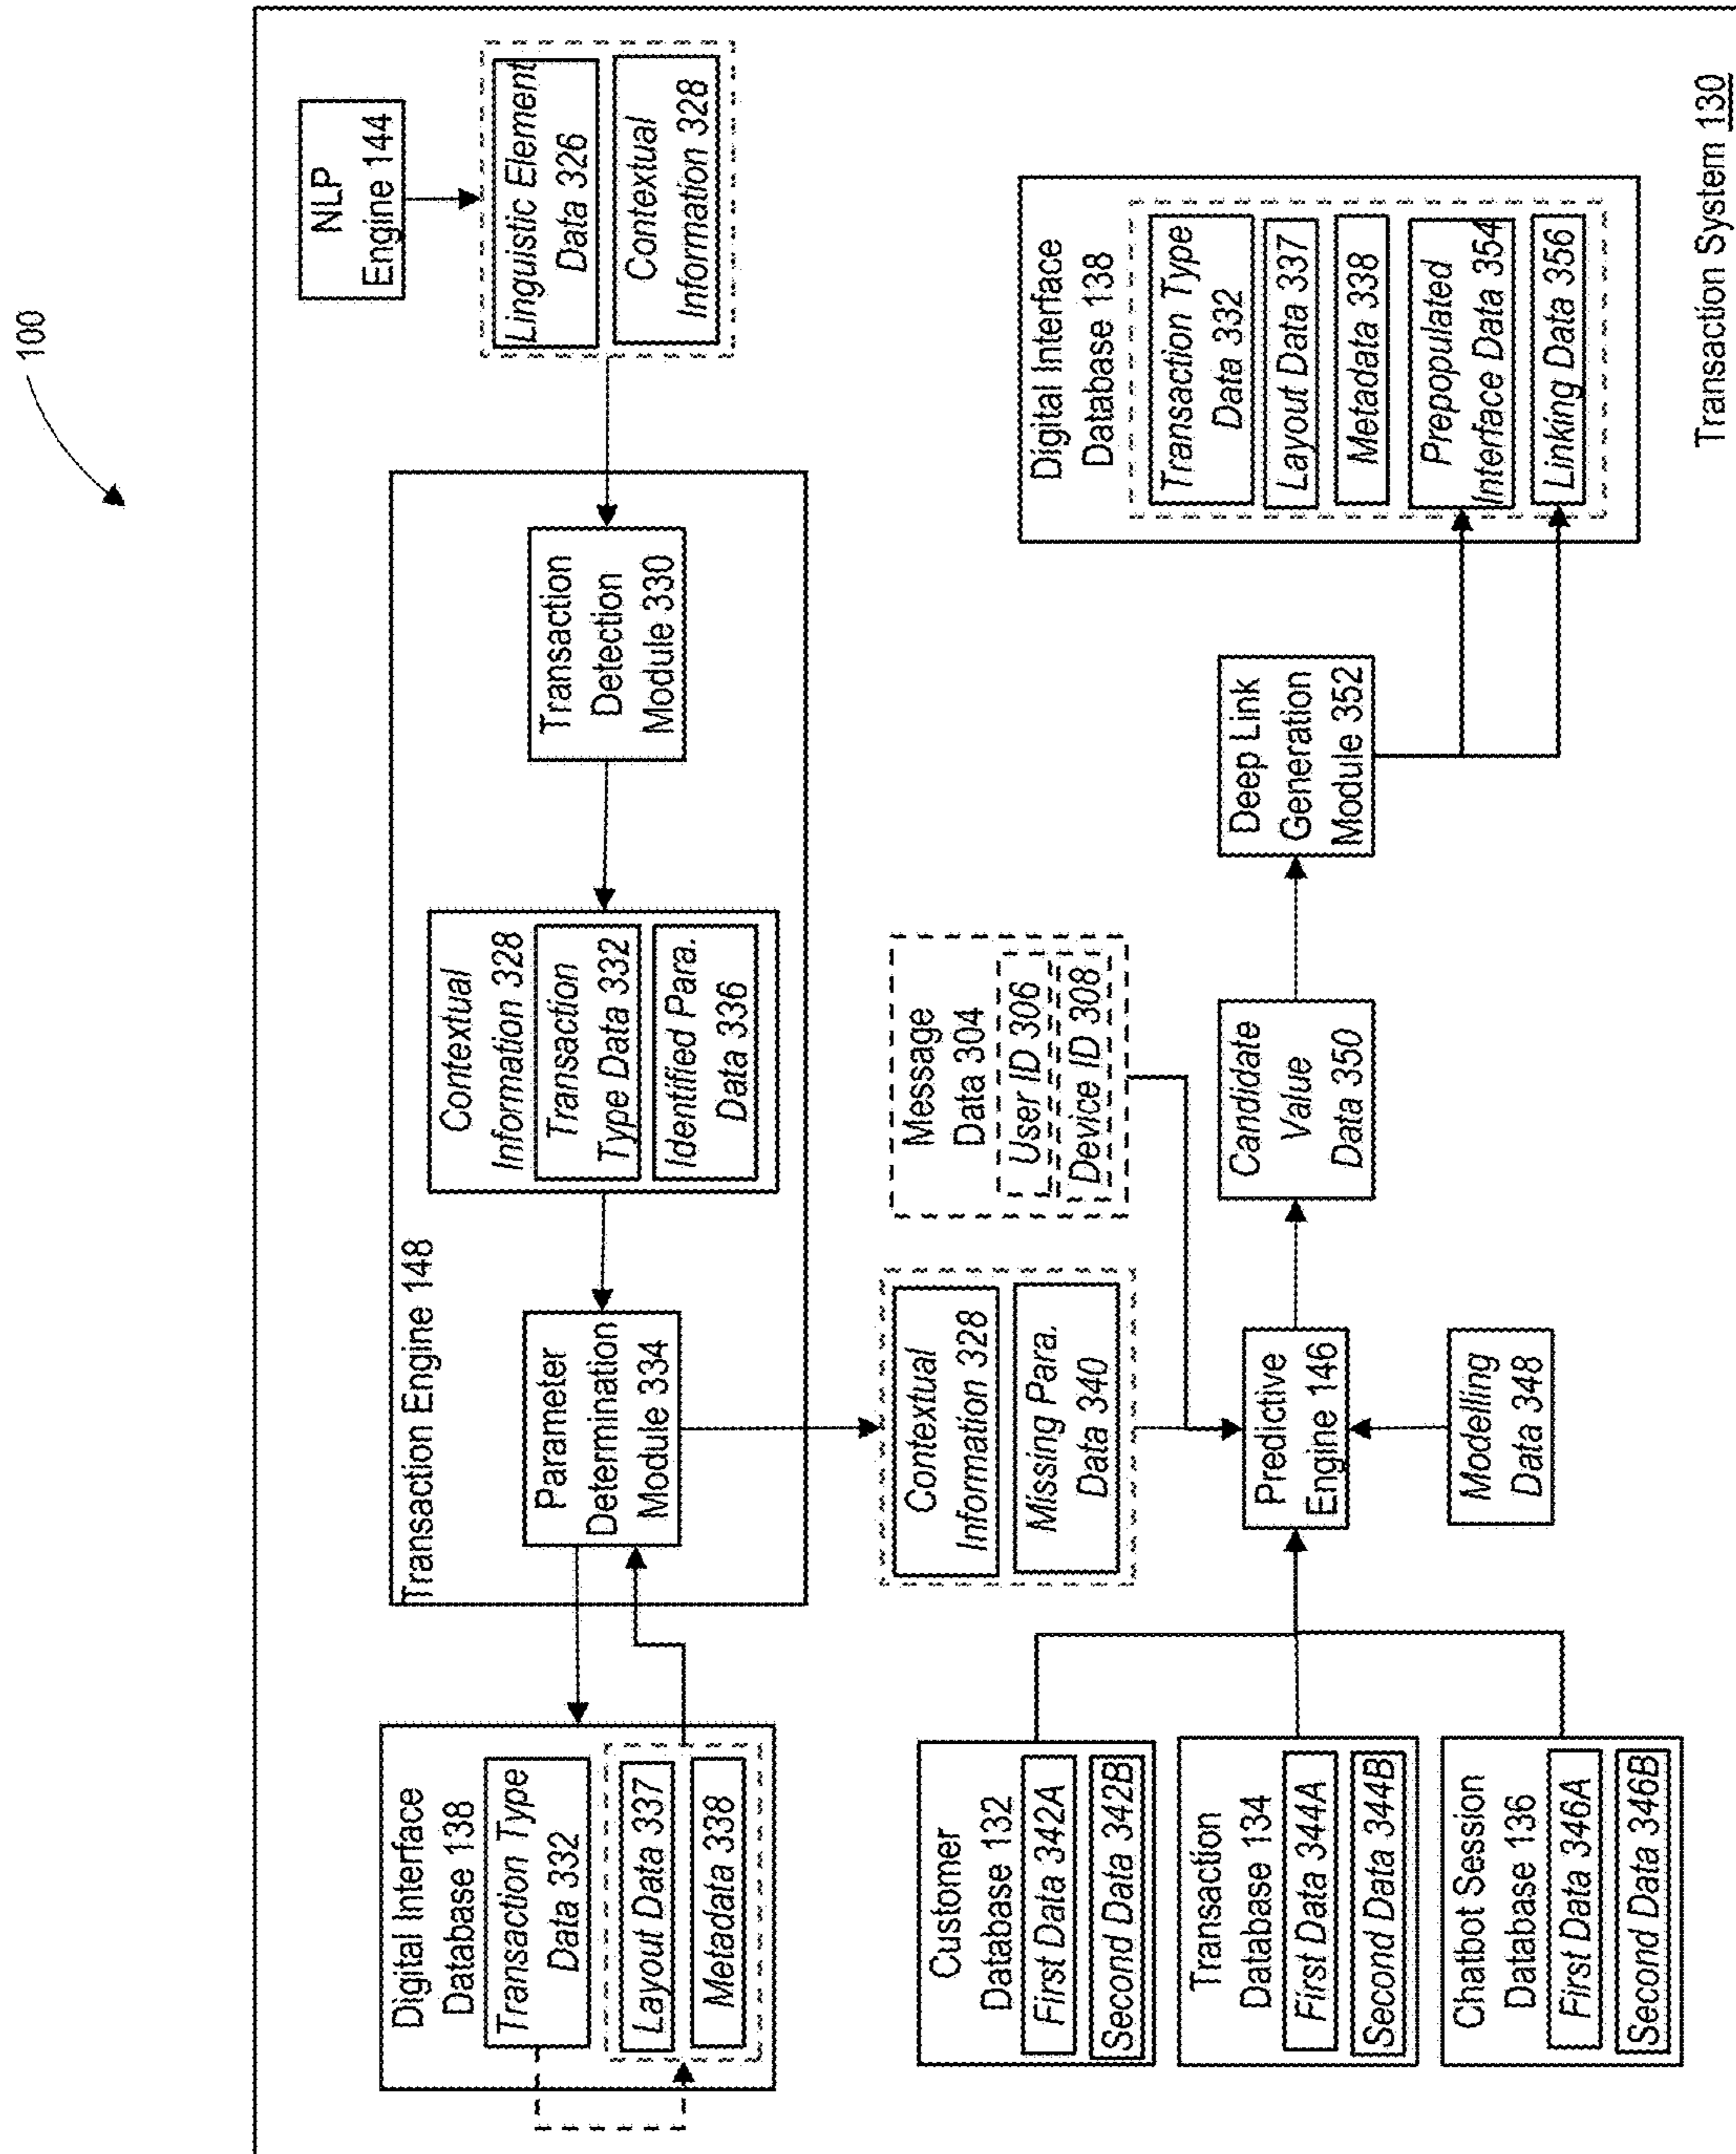 100
NLP
Engine 144
Linguistic Element
Data 326
Contextual
Information 328
Transaction Engine 148
Transaction
Detection
Module 330
Contextual
Information 328
Transaction
Type Data 332
Identified Para.
Data 336
Parameter
Determination
Module 334
Digital Interface
Database 138
Transaction Type
Data 332
Layout Data 337
Metadata 338
Contextual
Information 328
Missing Para.
Data 340
Message
Data 304
User ID 306
Device ID 308
Customer
Database 132
First Data 342A
Second Data 342B
Transaction
Database 134
First Data 344A
Second Data 344B
Chatbot Session
Database 136
First Data 346A
Second Data 346B
Predictive
Engine 146
Modelling
Data 348
Candidate
Value
Data 350
Deep Link
Generation
Module 352
Digital Interface
Database 138
Transaction Type
Data 332
Layout Data 337
Metadata 338
Prepopulated
Interface Data 354
Linking Data 356
Transaction System 130